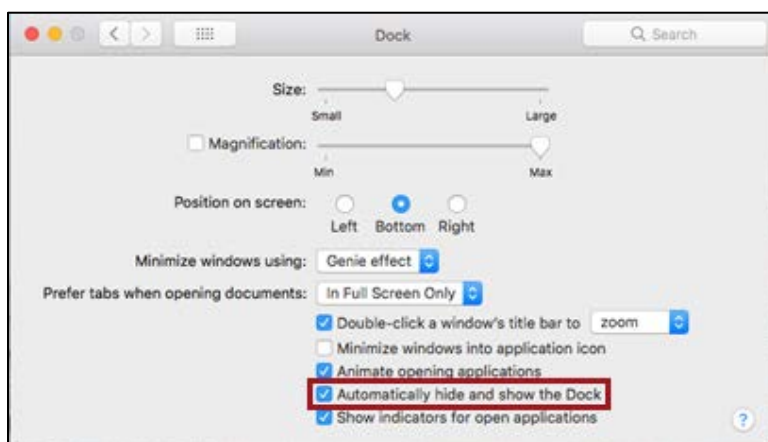 Dock
Search
Size:
Small Large
Magnification:
Min Max
Position on screen:
Left Bottom Right
Minimize windows using: Genie effect
Prefer tabs when opening documents: In Full Screen Only
Double-click a window's title bar to zoom
Minimize windows into application icon
Animate opening applications
Automatically hide and show the Dock
Show indicators for open applications
?